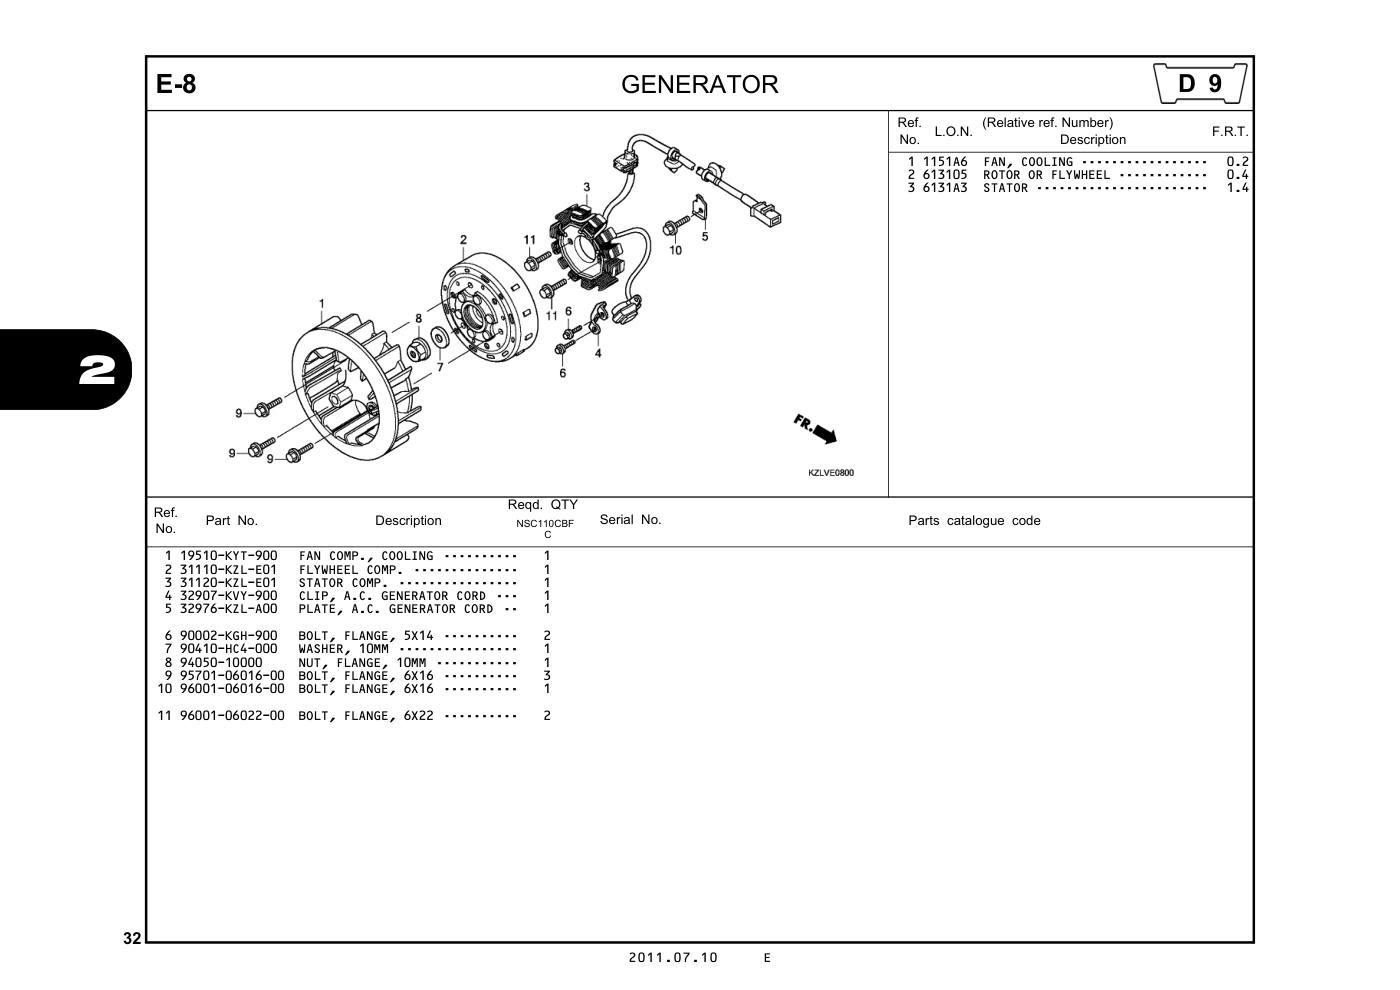 E-8 GENERATOR D 9
Ref. No. L.O.N. (Relative ref. Number) Description F.R.T.
1 1151A6 FAN, COOLING ----------------- 0.2
2 613105 ROTOR OR FLYWHEEL ------------ 0.4
3 6131A3 STATOR ----------------------- 1.4
3
2
11
5
10
1
8
11
6
7
4
6
9
9
9
FR.
KZLVE0800
2
Ref. No. Part No. Description Reqd. QTY NSC110CBF C Serial No. Parts catalogue code
1 19510-KYT-900 FAN COMP., COOLING ---------- 1
2 31110-KZL-E01 FLYWHEEL COMP. -------------- 1
3 31120-KZL-E01 STATOR COMP. ---------------- 1
4 32907-KVY-900 CLIP, A.C. GENERATOR CORD --- 1
5 32976-KZL-A00 PLATE, A.C. GENERATOR CORD -- 1
6 90002-KGH-900 BOLT, FLANGE, 5X14 ---------- 2
7 90410-HC4-000 WASHER, 10MM ---------------- 1
8 94050-10000 NUT, FLANGE, 10MM ----------- 1
9 95701-06016-00 BOLT, FLANGE, 6X16 ---------- 3
10 96001-06016-00 BOLT, FLANGE, 6X16 ---------- 1
11 96001-06022-00 BOLT, FLANGE, 6X22 ---------- 2
32
2011.07.10 E